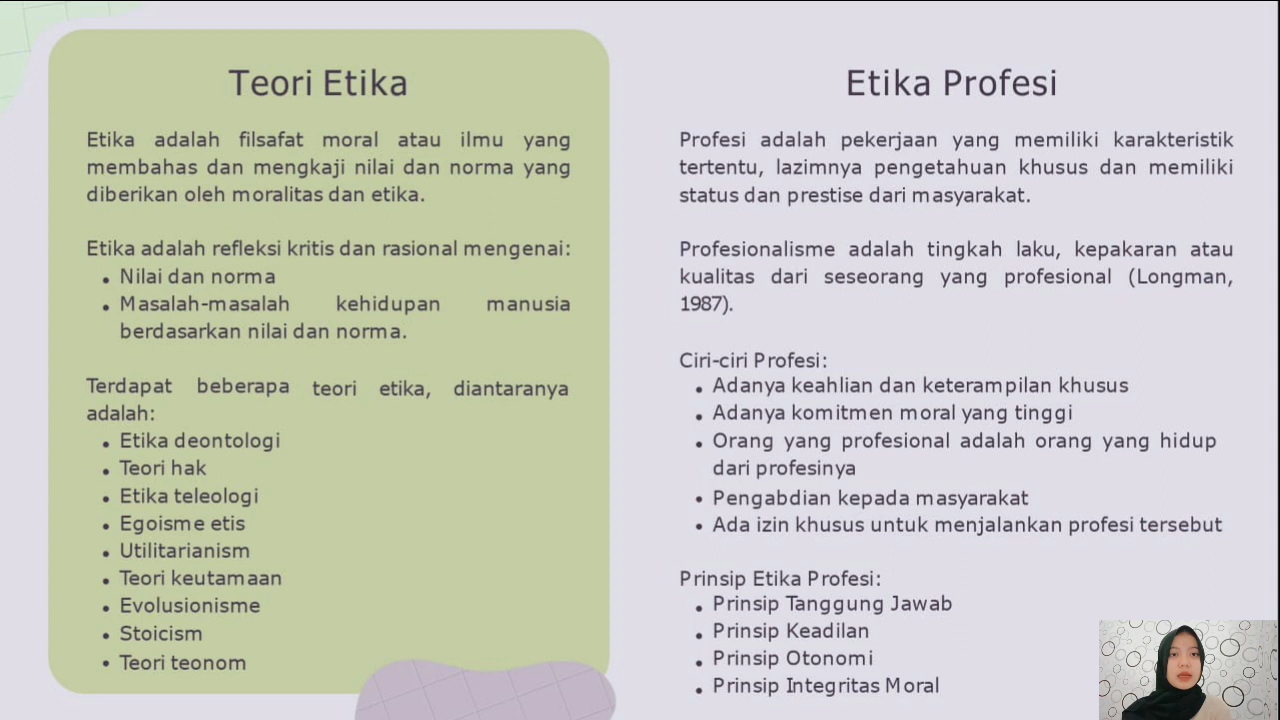 Teori Etika
Etika adalah filsafat moral atau ilmu yang
membahas dan mengkaji nilai dan norma yang
diberikan oleh moralitas dan etika.
Etika adalah refleksi kritis dan rasional mengenai:
• Nilai dan norma
• Masalah-masalah kehidupan manusia
berdasarkan nilai dan norma.
Terdapat beberapa teori etika, diantaranya
adalah:
• Etika deontologi
• Teori hak
• Etika teleologi
• Egoisme etis
• Utilitarianism
• Teori keutamaan
• Evolusionisme
• Stoicism
• Teori teonom
Etika Profesi
Profesi adalah pekerjaan yang memiliki karakteristik
tertentu, lazimnya pengetahuan khusus dan memiliki
status dan prestise dari masyarakat.
Profesionalisme adalah tingkah laku, kepakaran atau
kualitas dari seseorang yang profesional (Longman,
1987).
Ciri-ciri Profesi:
• Adanya keahlian dan keterampilan khusus
• Adanya komitmen moral yang tinggi
• Orang yang profesional adalah orang yang hidup
dari profesinya
• Pengabdian kepada masyarakat
• Ada izin khusus untuk menjalankan profesi tersebut
Prinsip Etika Profesi:
• Prinsip Tanggung Jawab
• Prinsip Keadilan
• Prinsip Otonomi
• Prinsip Integritas Moral